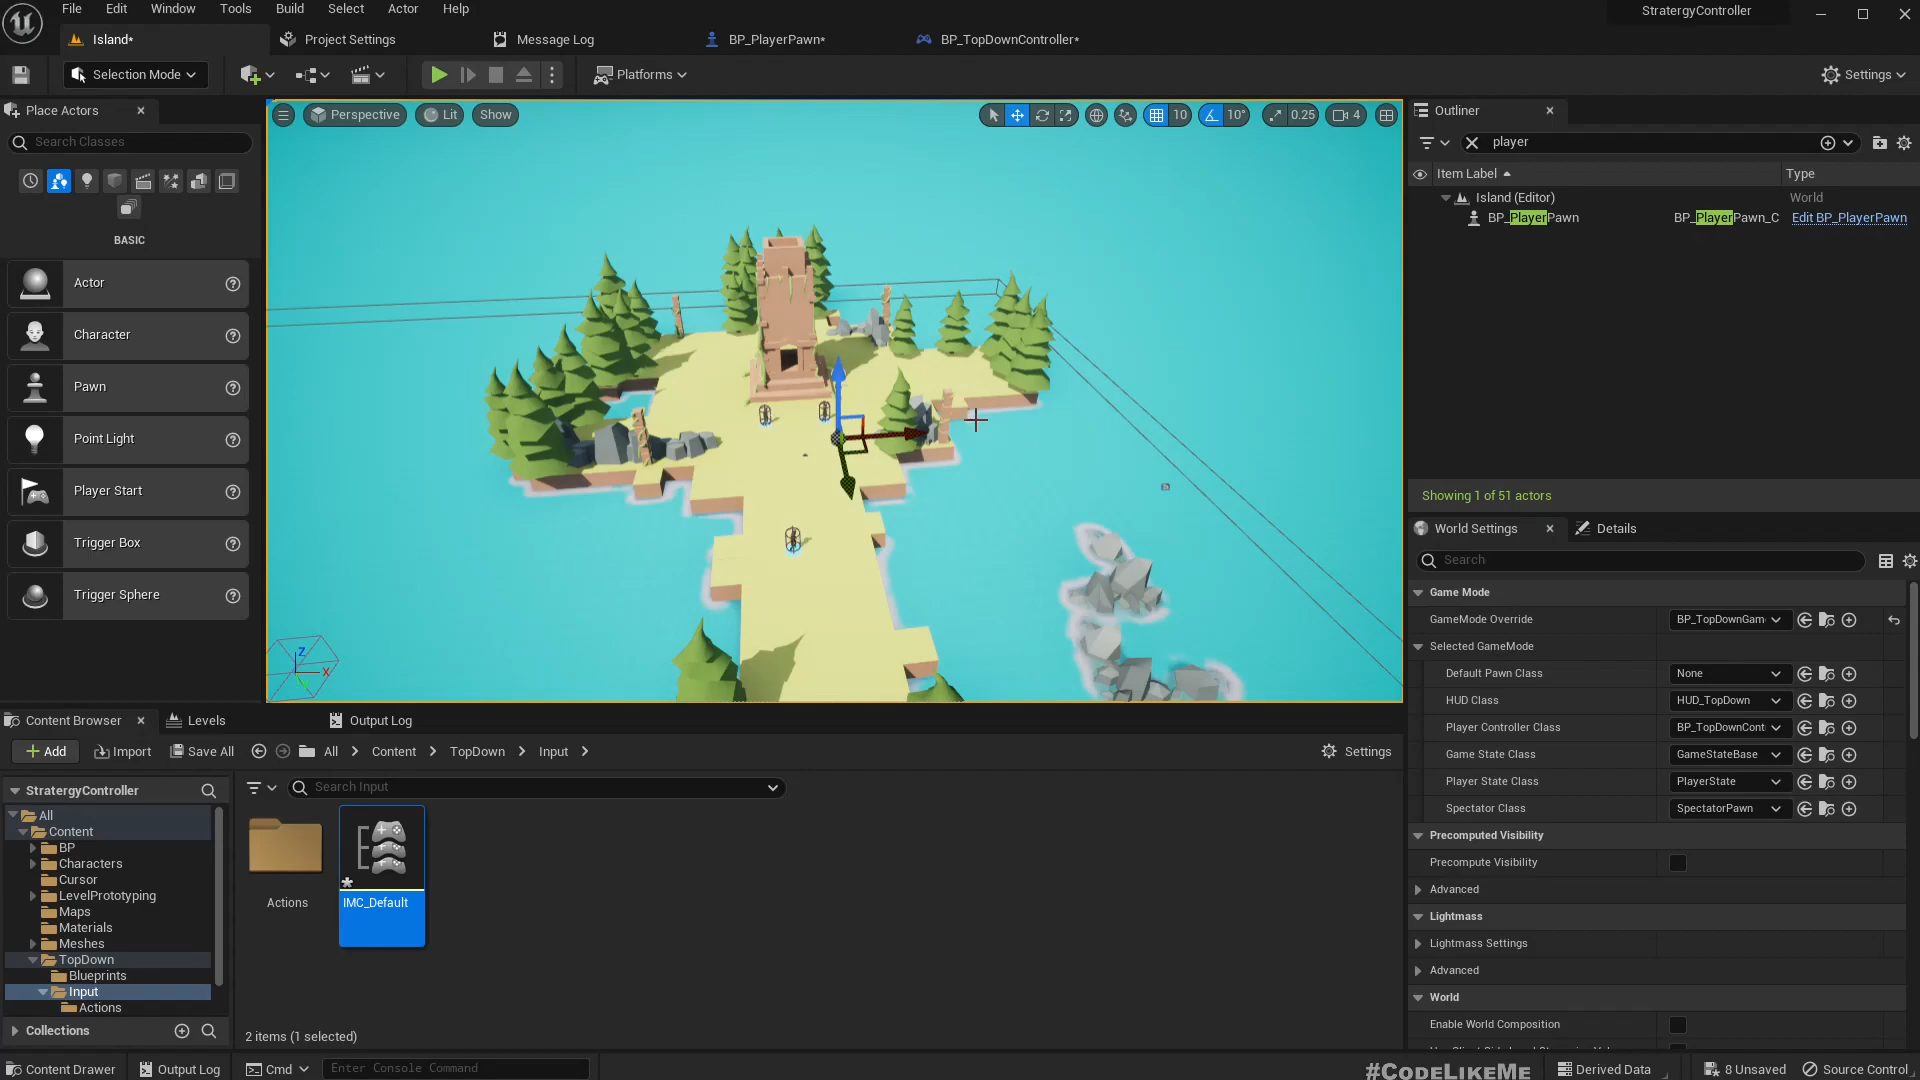 File Edit Window Tools Build Select Actor Help
StratergyController
Island*
Project Settings
Message Log
BP_PlayerPawn*
BP_TopDownController*
Selection Mode
Platforms
Settings
Place Actors
Search Classes
BASIC
Actor
Character
Pawn
Point Light
Player Start
Trigger Box
Trigger Sphere
Perspective
Lit
Show
10
10°
0.25
4
Z
X
Outliner
player
Item Label
Type
Island (Editor)
World
BP_PlayerPawn
BP_PlayerPawn_C
Edit BP_PlayerPawn
Showing 1 of 51 actors
World Settings
Details
Search
Game Mode
GameMode Override
BP_TopDownGam
Selected GameMode
Default Pawn Class
None
HUD Class
HUD_TopDown
Player Controller Class
BP_TopDownCont
Game State Class
GameStateBase
Player State Class
PlayerState
Spectator Class
SpectatorPawn
Precomputed Visibility
Precompute Visibility
Advanced
Lightmass
Lightmass Settings
Advanced
World
Enable World Composition
Content Browser
Levels
Output Log
Add
Import
Save All
All > Content > TopDown > Input >
Settings
StratergyController
All
Content
BP
Characters
Cursor
LevelPrototyping
Maps
Materials
Meshes
TopDown
Blueprints
Input
Actions
Collections
Search Input
Actions
IMC_Default
2 items (1 selected)
Content Drawer
Output Log
Cmd
Enter Console Command
#CODELIKEME
Derived Data
8 Unsaved
Source Control